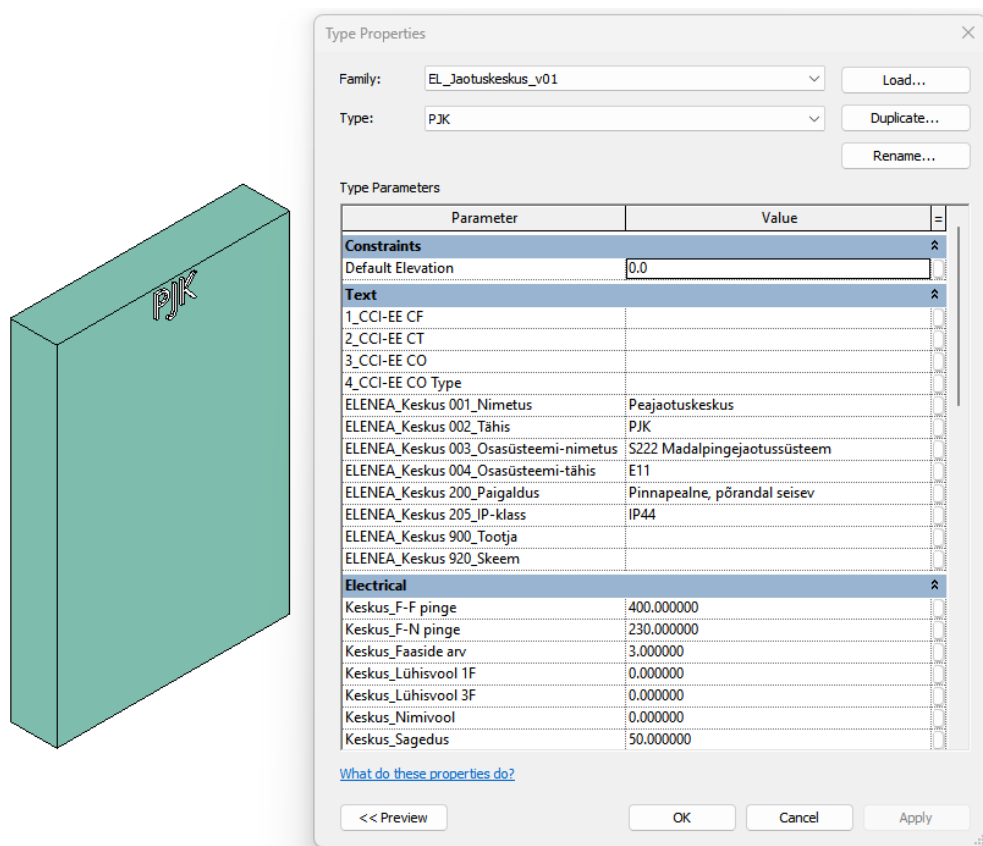 Type Properties
Family: EL_Jaotuskeskus_v01 Load...
Type: PJK Duplicate...
Rename...
Type Parameters
Parameter Value =
Constraints
Default Elevation 0.0
Text
1_CCI-EE CF
2_CCI-EE CT
3_CCI-EE CO
4_CCI-EE CO Type
ELENEA_Keskus 001_Nimetus Peajaotuskeskus
ELENEA_Keskus 002_Tähis PJK
ELENEA_Keskus 003_Osasüsteemi-nimetus S222 Madalpingejaotussüsteem
ELENEA_Keskus 004_Osasüsteemi-tähis E11
ELENEA_Keskus 200_Paigaldus Pinnapealne, põrandal seisev
ELENEA_Keskus 205_IP-klass IP44
ELENEA_Keskus 900_Tootja
ELENEA_Keskus 920_Skeem
Electrical
Keskus_F-F pinge 400.000000
Keskus_F-N pinge 230.000000
Keskus_Faaside arv 3.000000
Keskus_Lühisvool 1F 0.000000
Keskus_Lühisvool 3F 0.000000
Keskus_Nimivool 0.000000
Keskus_Sagedus 50.000000
What do these properties do?
<< Preview OK Cancel Apply
PJK